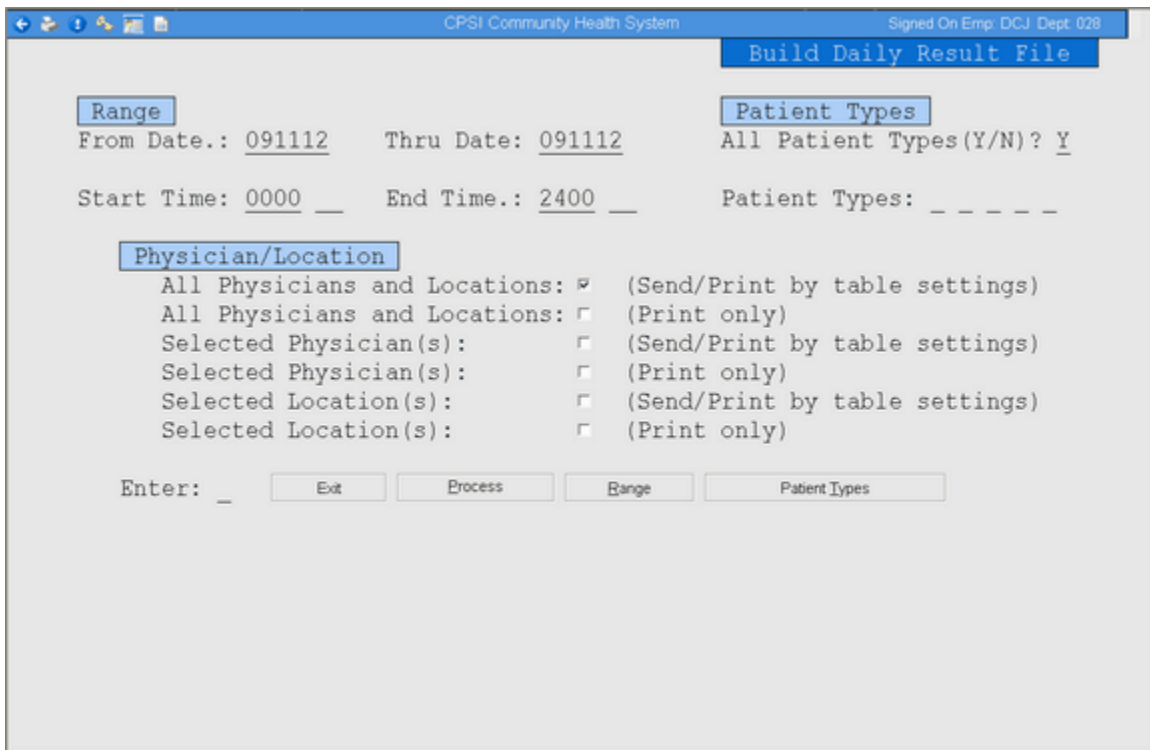 CPSI Community Health System Signed On Emp: DCJ Dept: 028
Build Daily Result File
Range Patient Types
From Date.: 091112 Thru Date: 091112 All Patient Types(Y/N)? Y
Start Time: 0000 __ End Time.: 2400 __ Patient Types: _ _ _ _ _
Physician/Location
All Physicians and Locations: (Send/Print by table settings)
All Physicians and Locations: (Print only)
Selected Physician(s): (Send/Print by table settings)
Selected Physician(s): (Print only)
Selected Location(s): (Send/Print by table settings)
Selected Location(s): (Print only)
Enter: _ Exit Process Range Patient Types